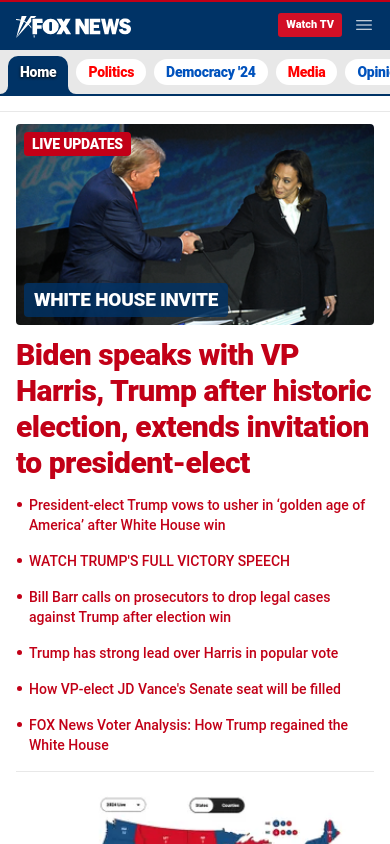 FOX NEWS
Watch TV
Home
Politics
Democracy '24
Media
Opini
LIVE UPDATES
WHITE HOUSE INVITE
Biden speaks with VP
Harris, Trump after historic
election, extends invitation
to president-elect
• President-elect Trump vows to usher in ‘golden age of
America’ after White House win
• WATCH TRUMP'S FULL VICTORY SPEECH
• Bill Barr calls on prosecutors to drop legal cases
against Trump after election win
• Trump has strong lead over Harris in popular vote
• How VP-elect JD Vance's Senate seat will be filled
• FOX News Voter Analysis: How Trump regained the
White House
States
Counties